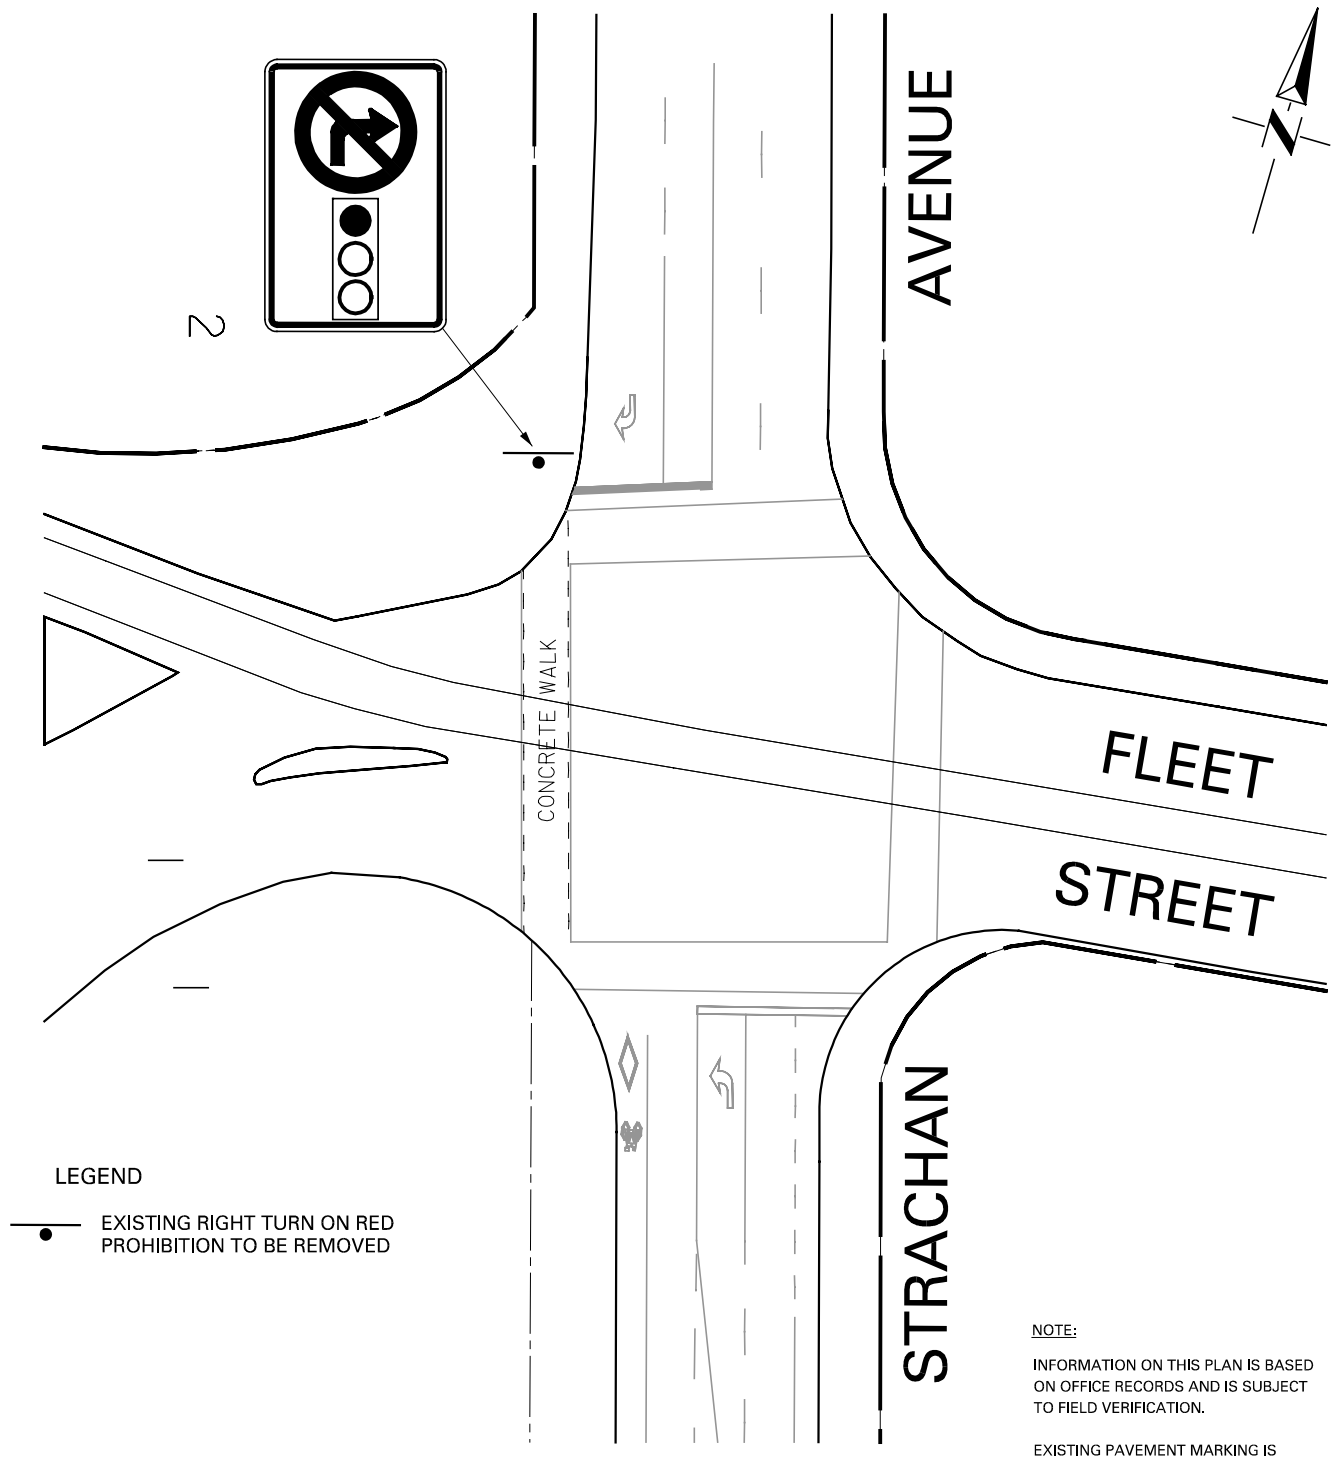 AVENUE
N
2
CONCRETE WALK
FLEET
STREET
STRACHAN
LEGEND
EXISTING RIGHT TURN ON RED
PROHIBITION TO BE REMOVED
NOTE:
INFORMATION ON THIS PLAN IS BASED
ON OFFICE RECORDS AND IS SUBJECT
TO FIELD VERIFICATION.
EXISTING PAVEMENT MARKING IS